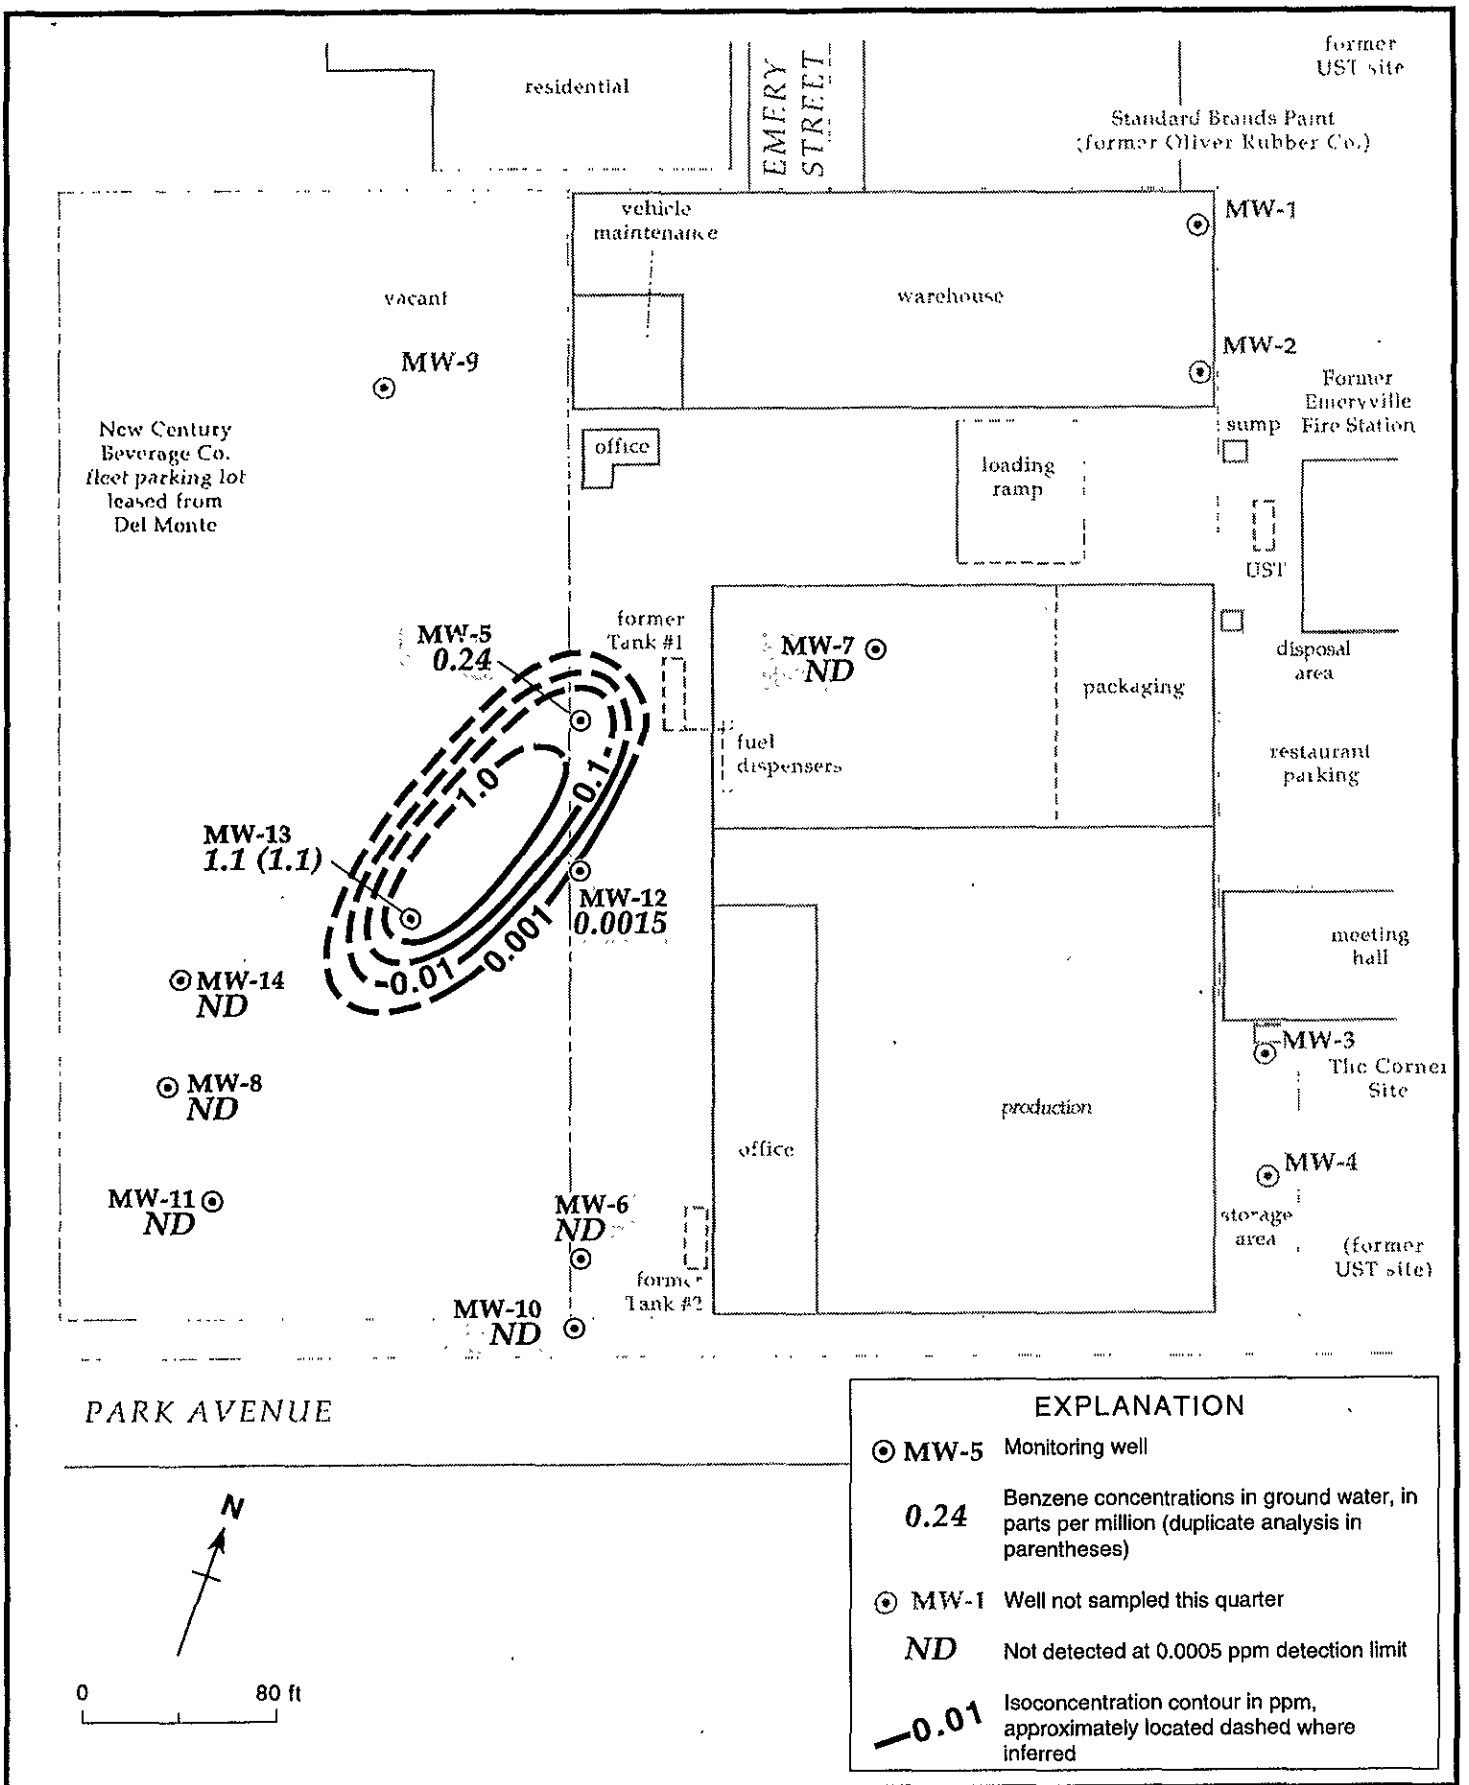 former
UST site
residential
EMERY
STREET
Standard Brands Paint
(former Oliver Rubber Co.)
vehicle
maintenance
MW-1
vacant
warehouse
MW-9
MW-2
Former
Emeryville
Fire Station
sump
New Century
Beverage Co.
fleet parking lot
leased from
Del Monte
office
loading
ramp
UST
former
Tank #1
MW-5
0.24
MW-7
ND
disposal
area
packaging
fuel
dispensers
restaurant
parking
1.0
0.1
MW-13
1.1 (1.1)
MW-12
0.0015
0.001
-0.01
meeting
hall
MW-14
ND
MW-3
The Corner
Site
MW-8
ND
production
office
MW-4
MW-11
ND
MW-6
ND
storage
area
(former
UST site)
former
Tank #2
MW-10
ND
PARK AVENUE
EXPLANATION
MW-5 Monitoring well
0.24 Benzene concentrations in ground water, in
parts per million (duplicate analysis in
parentheses)
MW-1 Well not sampled this quarter
ND Not detected at 0.0005 ppm detection limit
—0.01 Isoconcentration contour in ppm,
approximately located dashed where
inferred
N
0 80 ft